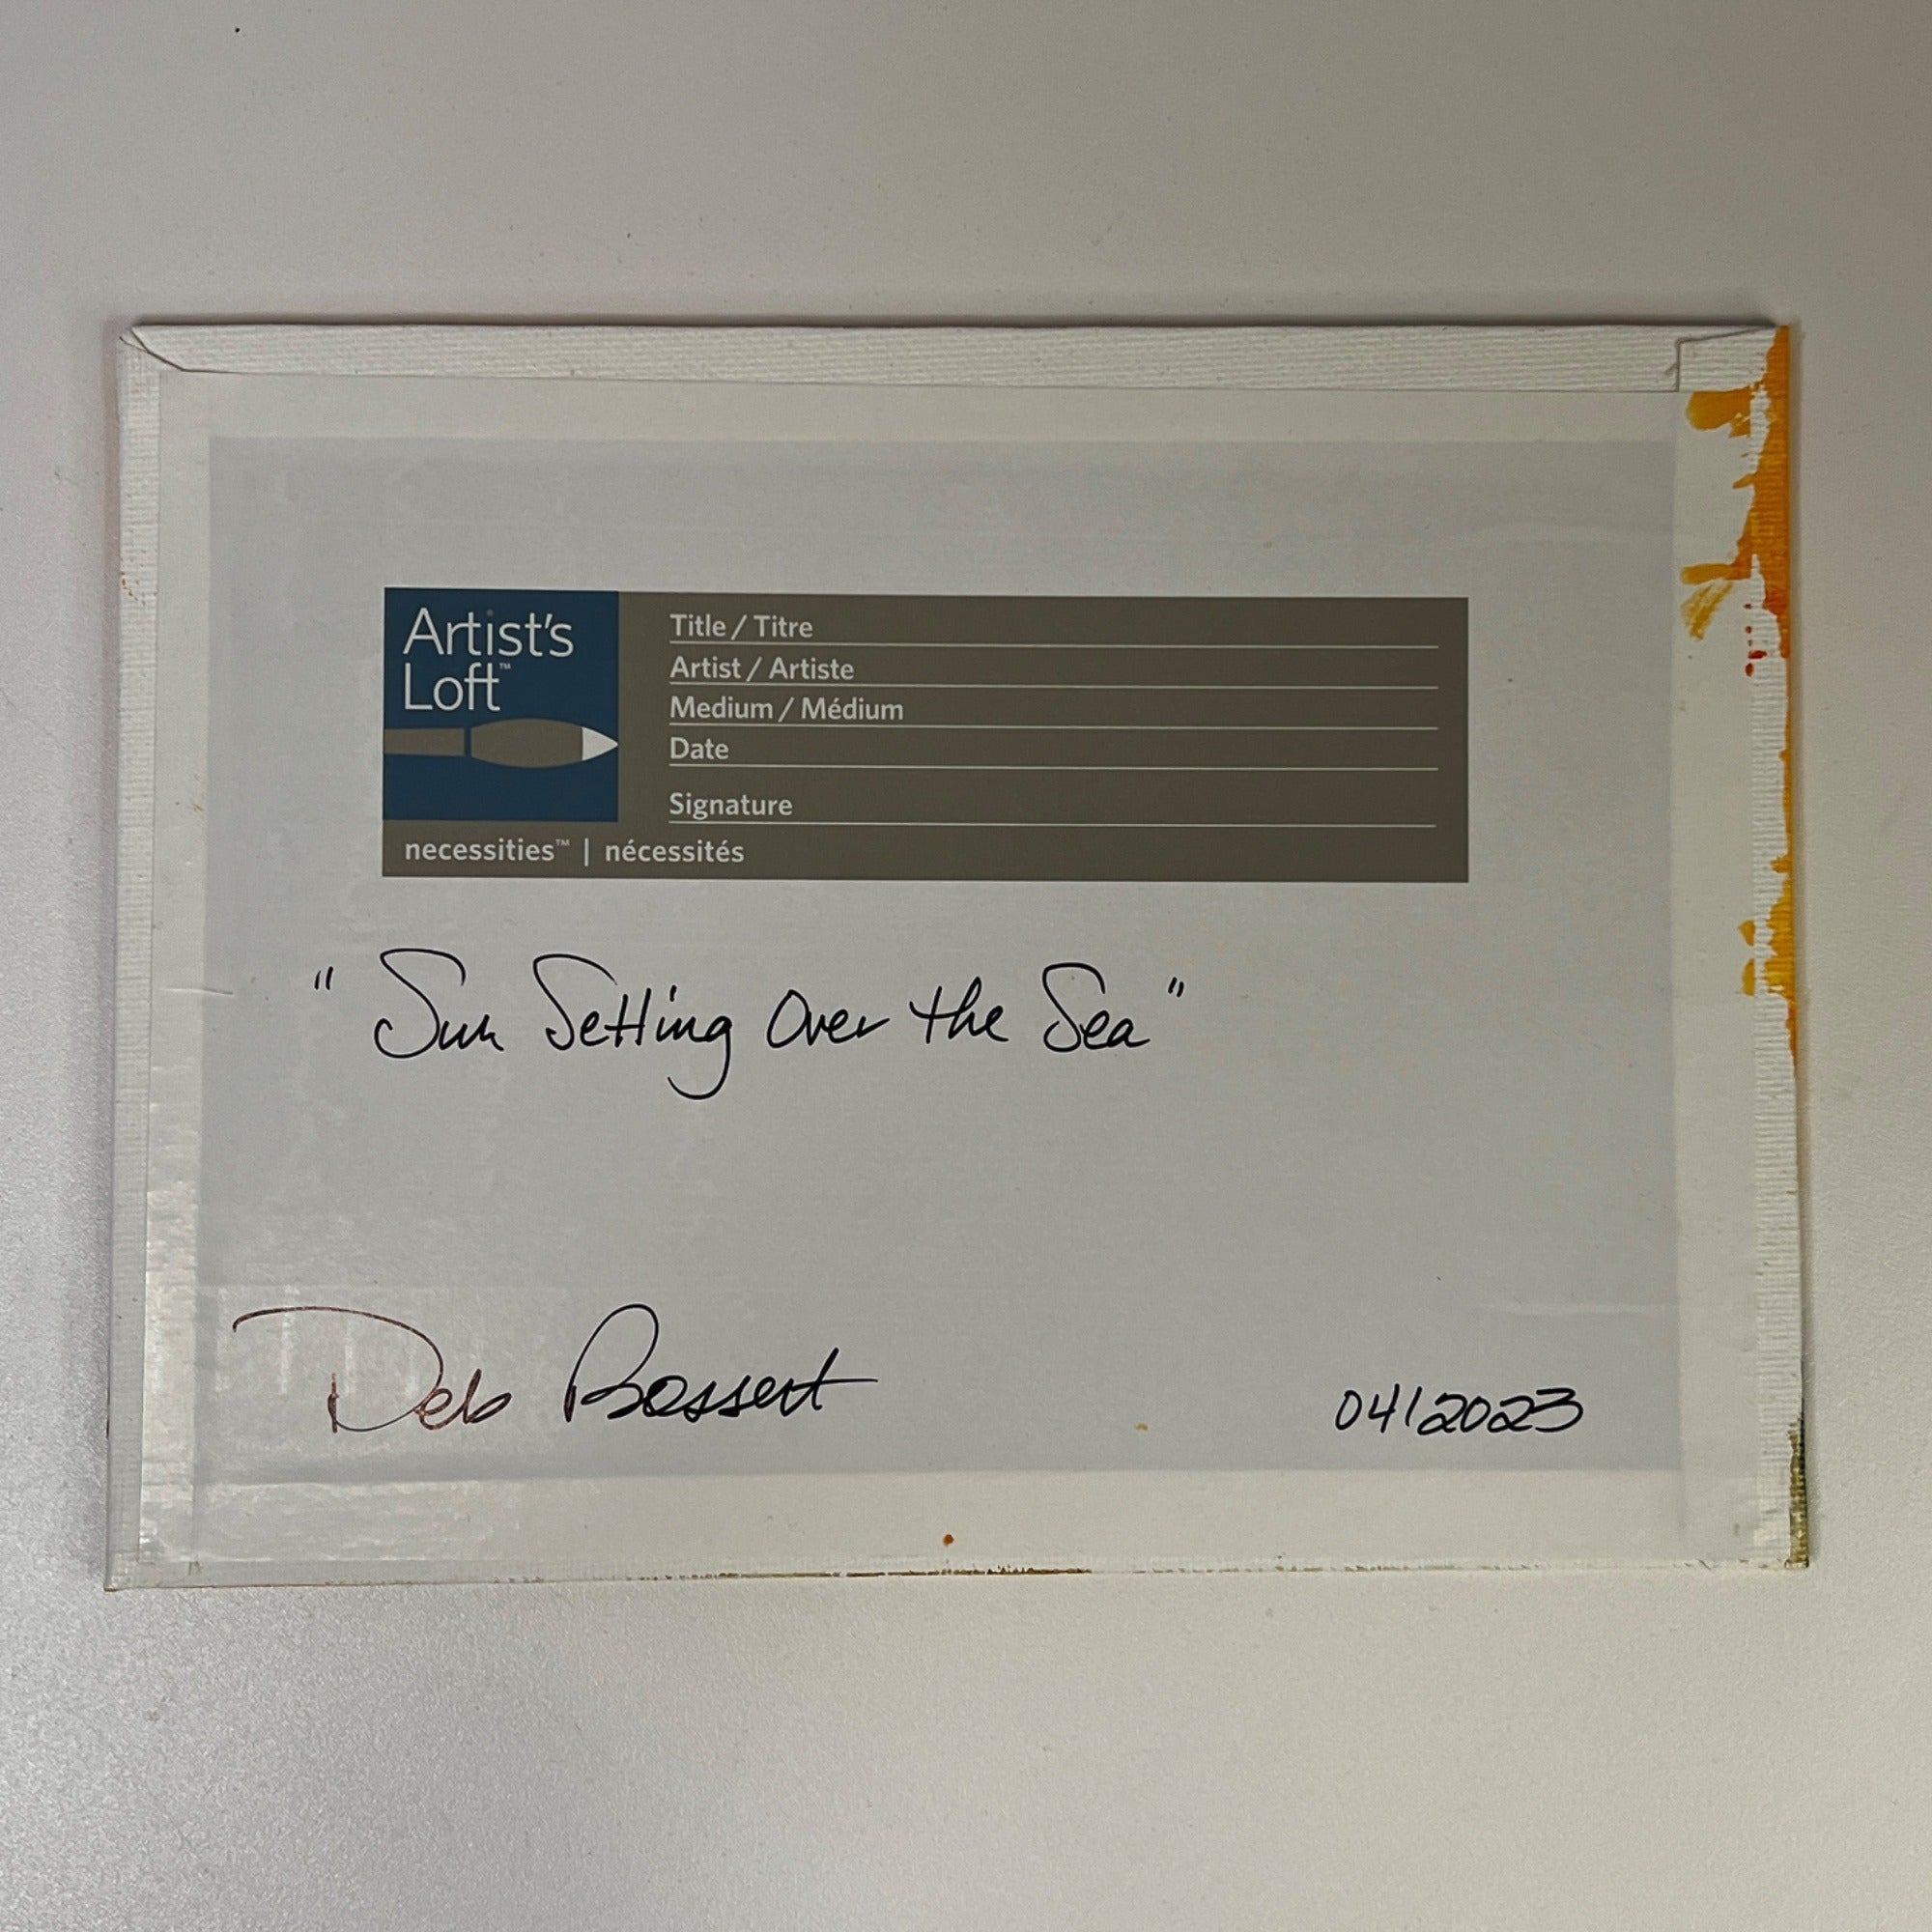 Artist's
Loft™
Title / Titre
Artist / Artiste
Medium / Médium
Date
Signature
necessities™ | nécessités
"Sun Setting Over the Sea"
Deb Bossert
04/2023